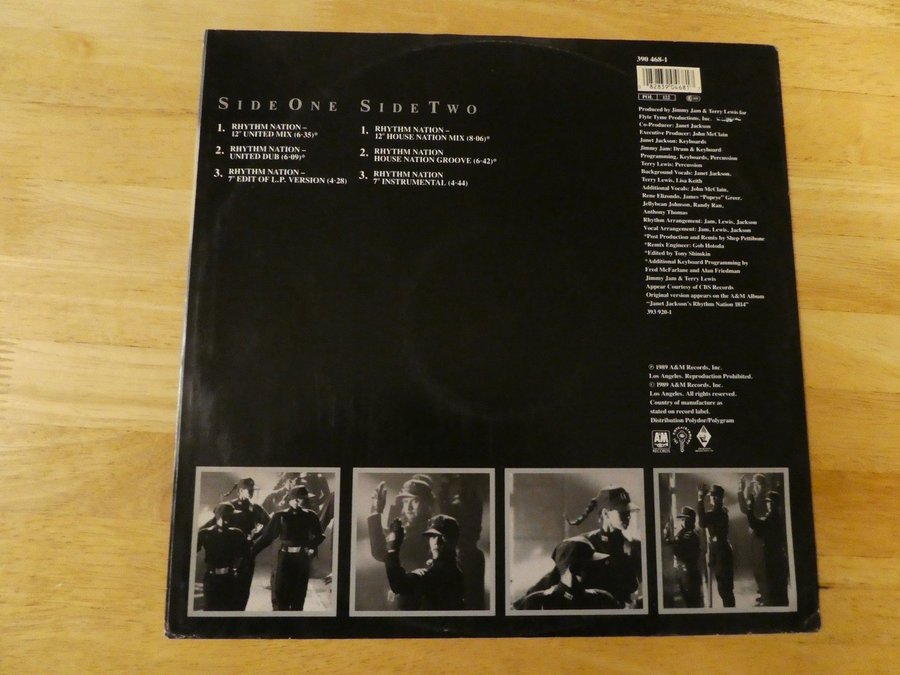 SIDE ONE
1. RHYTHM NATION –
12" UNITED MIX (6·35)*
2. RHYTHM NATION –
UNITED DUB (6·09)*
3. RHYTHM NATION –
7" EDIT OF L.P. VERSION (4·28)
SIDE TWO
1. RHYTHM NATION –
12" HOUSE NATION MIX (8·06)*
2. RHYTHM NATION
HOUSE NATION GROOVE (6·42)*
3. RHYTHM NATION
7" INSTRUMENTAL (4·44)
390 468-1
82839 0468
POL 122
Produced by Jimmy Jam & Terry Lewis for
Flyte Tyme Productions, Inc.
Co-Producer: Janet Jackson
Executive Producer: John McClain
Janet Jackson: Keyboards
Jimmy Jam: Drum & Keyboard
Programming, Keyboards, Percussion
Terry Lewis: Percussion
Background Vocals: Janet Jackson,
Terry Lewis, Lisa Keith
Additional Vocals: John McClain,
Rene Elizondo, James "Popeye" Greer,
Jellybean Johnson, Randy Ran,
Anthony Thomas
Rhythm Arrangement: Jam, Lewis, Jackson
Vocal Arrangement: Jam, Lewis, Jackson
*Post Production and Remix by Shep Pettibone
*Remix Engineer: Gob Hotoda
*Edited by Tony Shimkin
*Additional Keyboard Programming by
Fred McFarlane and Alan Friedman
Jimmy Jam & Terry Lewis
Appear Courtesy of CBS Records
Original version appears on the A&M Album
"Janet Jackson's Rhythm Nation 1814"
393 920-1
℗ 1989 A&M Records, Inc.
Los Angeles. Reproduction Prohibited.
© 1989 A&M Records, Inc.
Los Angeles. All rights reserved.
Country of manufacture as
stated on record label.
Distribution Polydor/Polygram
A&M
RECORDS